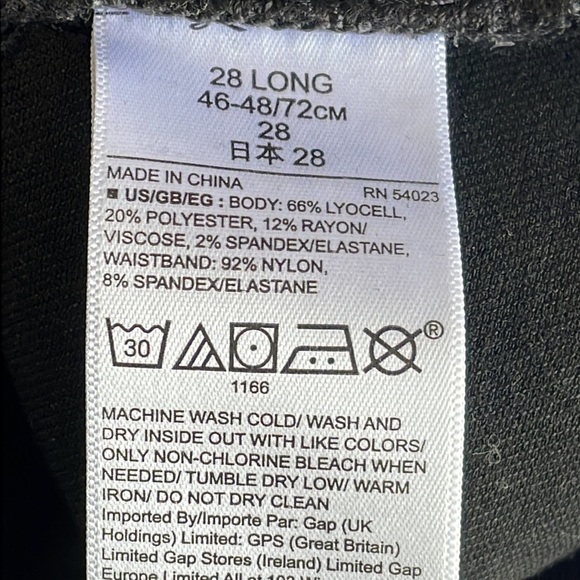 28 LONG
46-48/72CM
28
日本 28
MADE IN CHINA RN 54023
US/GB/EG : BODY: 66% LYOCELL,
20% POLYESTER, 12% RAYON/
VISCOSE, 2% SPANDEX/ELASTANE,
WAISTBAND: 92% NYLON,
8% SPANDEX/ELASTANE
30 ®
1166
MACHINE WASH COLD/ WASH AND
DRY INSIDE OUT WITH LIKE COLORS/
ONLY NON-CHLORINE BLEACH WHEN
NEEDED/ TUMBLE DRY LOW/ WARM
IRON/ DO NOT DRY CLEAN
Imported By/Importe Par: Gap (UK
Holdings) Limited: GPS (Great Britain)
Limited Gap Stores (Ireland) Limited Gap
Europe Limited All at